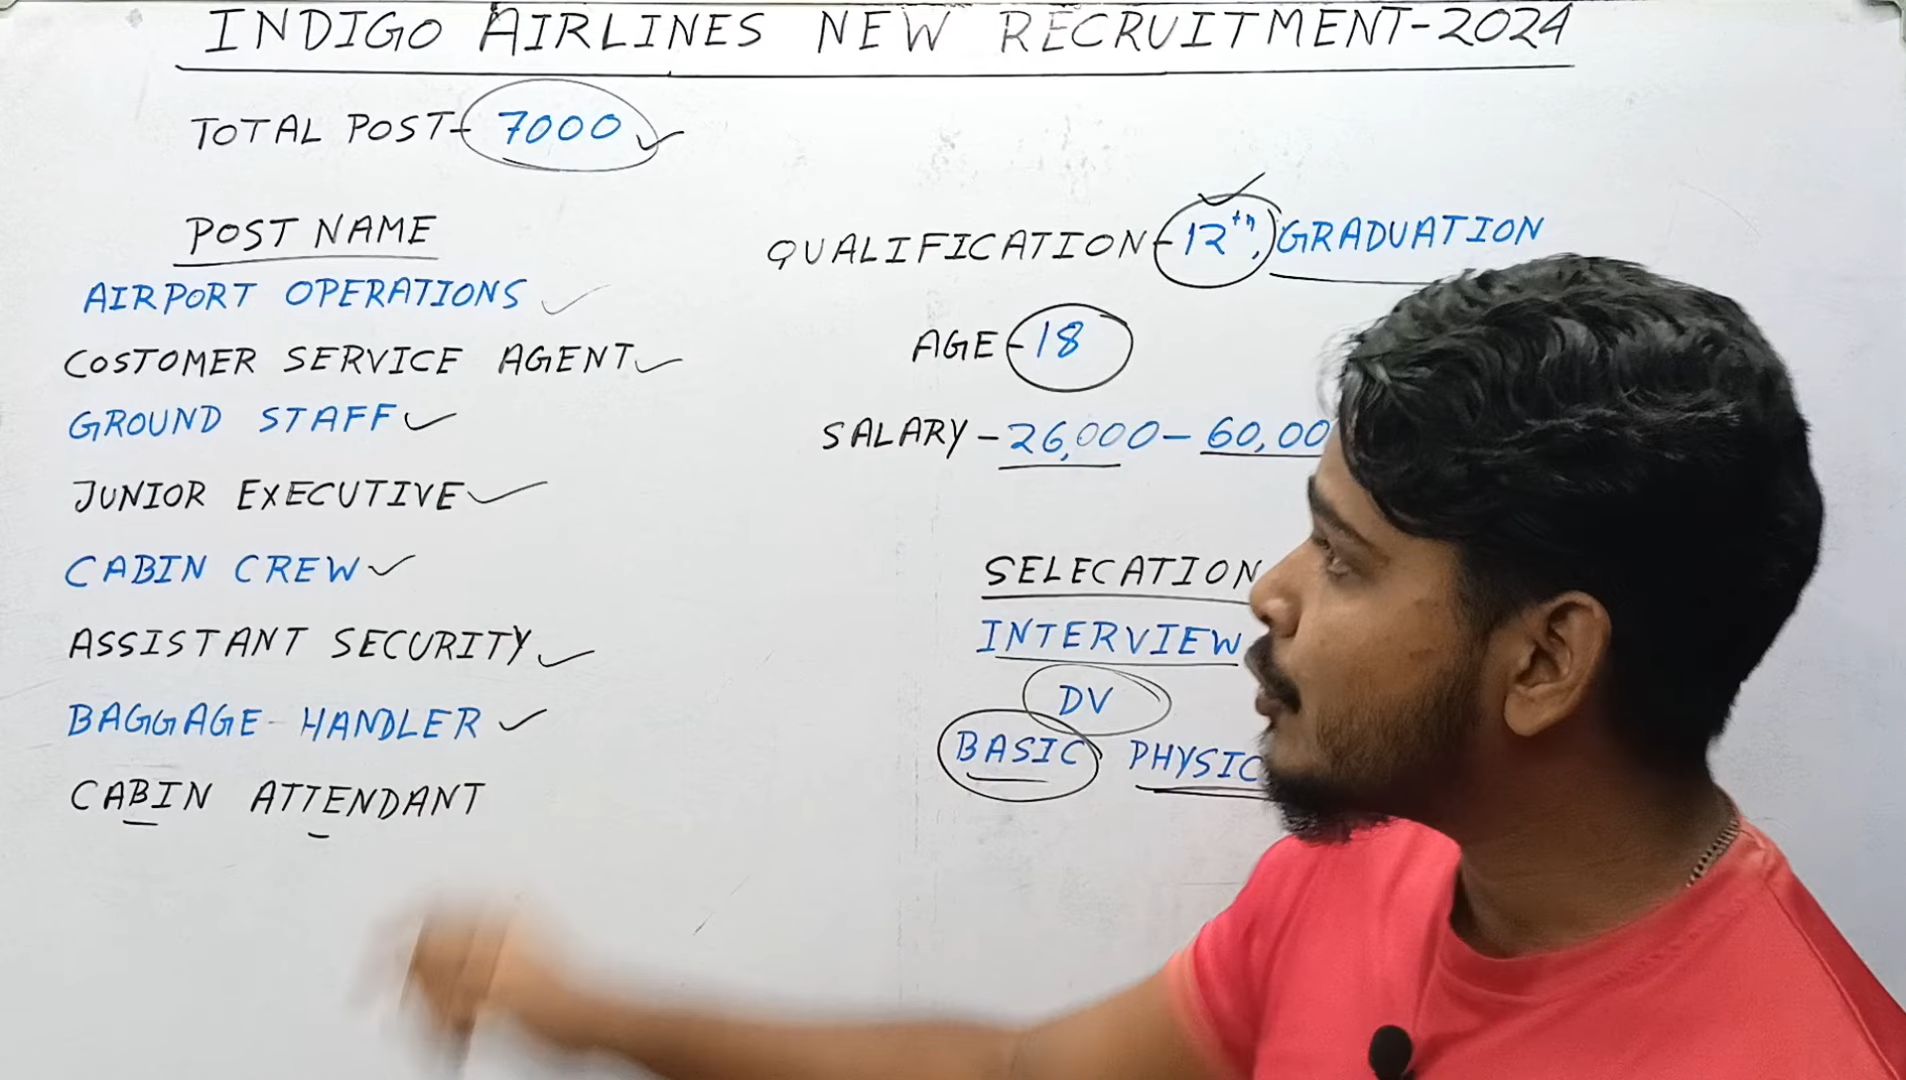 INDIGO AIRLINES NEW RECRUITMENT-2024
TOTAL POST- 7000
POST NAME
AIRPORT OPERATIONS
COSTOMER SERVICE AGENT
GROUND STAFF
JUNIOR EXECUTIVE
CABIN CREW
ASSISTANT SECURITY
BAGGAGE HANDLER
CABIN ATTENDANT
QUALIFICATION - 12th, GRADUATION
AGE - 18
SALARY - 26,000 - 60,00
SELECATION
INTERVIEW
DV
BASIC PHYSIC